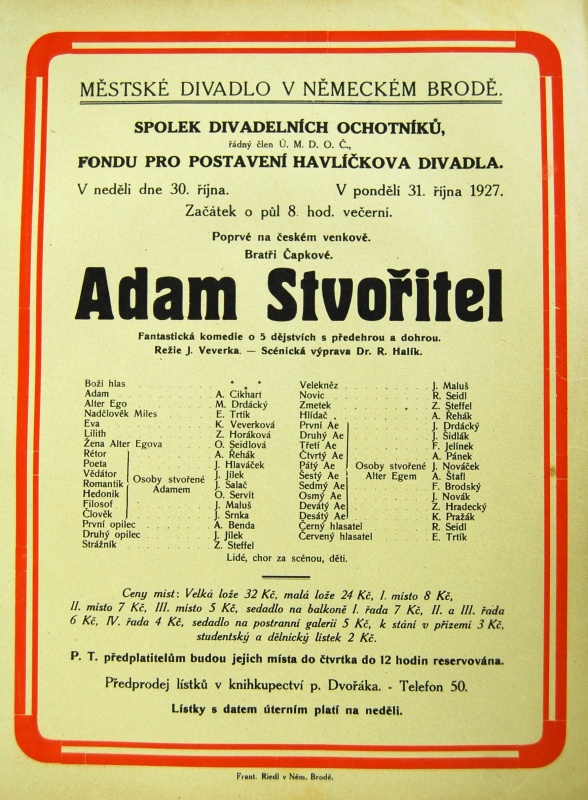 MĚSTSKÉ DIVADLO V NĚMECKÉM BRODĚ.
SPOLEK DIVADELNÍCH OCHOTNÍKŮ,
řádný člen Ú. M. D. O. Č.,
FONDU PRO POSTAVENÍ HAVLÍČKOVA DIVADLA.
V neděli dne 30. října. V pondělí 31. října 1927.
Začátek o půl 8. hod. večerní.
Poprvé na českém venkově.
Bratři Čapkové.
Adam Stvořitel
Fantastická komedie o 5 dějstvích s předehrou a dohrou.
Režie J. Veverka. — Scénická výprava Dr. R. Halík.
Boží hlas * * *
Adam A. Cikhart
Alter Ego M. Drdácký
Nadčlověk Miles E. Trtík
Eva K. Veverková
Lilith Z. Horáková
Žena Alter Egova O. Seidlová
Rétor A. Řehák
Poeta J. Hlaváček
Vědátor J. Jílek
Romantik J. Salač
Hedonik O. Servít
Filosof J. Maluš
Člověk J. Srnka
Osoby stvořené
Adamem
První opilec A. Benda
Druhý opilec J. Jílek
Strážník Z. Steffel
Velekněz J. Maluš
Novic R. Seidl
Zmetek Z. Steffel
Hlídač A. Řehák
První Ae J. Drdácký
Druhý Ae J. Šidlák
Třetí Ae F. Jelínek
Čtvrtý Ae A. Pánek
Pátý Ae J. Nováček
Šestý Ae A. Štafl
Sedmý Ae F. Brodský
Osmý Ae J. Novák
Devátý Ae Z. Hradecký
Desátý Ae K. Pražák
Osoby stvořené
Alter Egem
Černý hlasatel R. Seidl
Červený hlasatel E. Trtík
Lidé, chor za scénou, děti.
Ceny míst: Velká lože 32 Kč, malá lože 24 Kč, I. místo 8 Kč,
II. místo 7 Kč, III. místo 5 Kč, sedadlo na balkoně I. řada 7 Kč, II. a III. řada
6 Kč, IV. řada 4 Kč, sedadlo na postranní galerii 5 Kč, k stání v přízemí 3 Kč,
studentský a dělnický lístek 2 Kč.
P. T. předplatitelům budou jejich místa do čtvrtka do 12 hodin reservována.
Předprodej lístků v knihkupectví p. Dvořáka. - Telefon 50.
Lístky s datem úterním platí na neděli.
Frant. Riedl v Něm. Brodě.